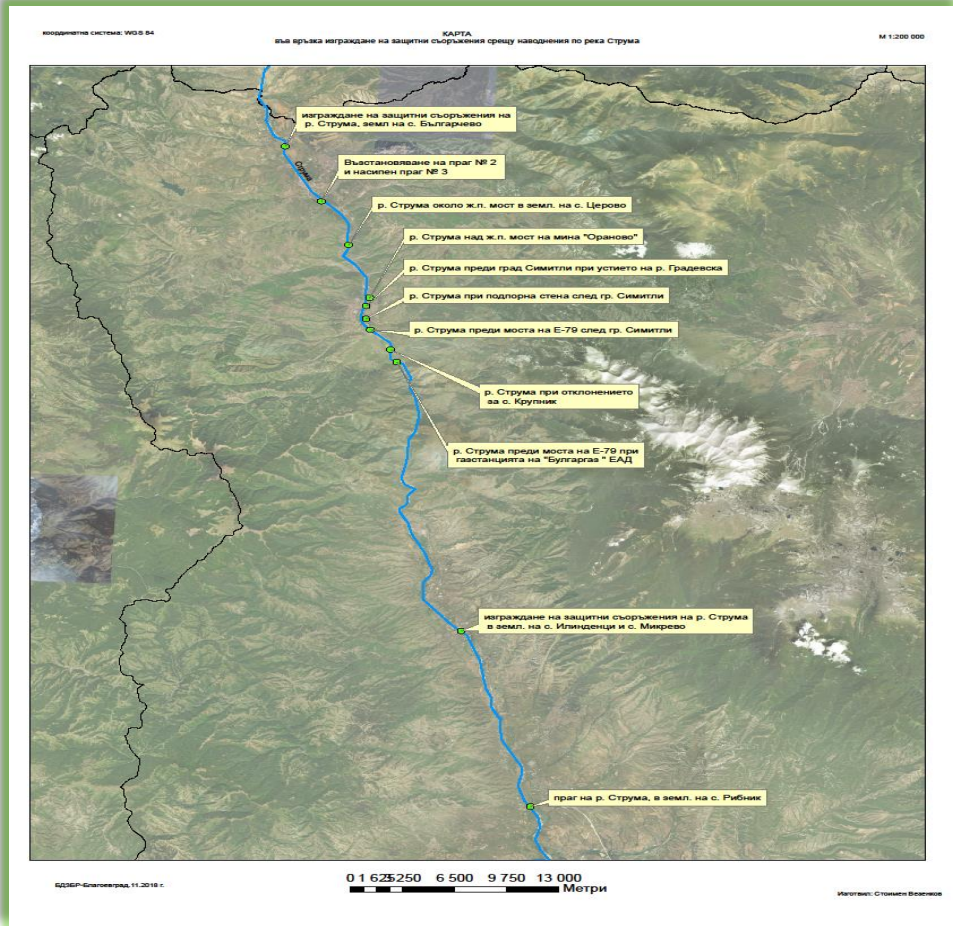 координатна система: WGS 84
КАРТА
във връзка изграждане на защитни съоръжения срещу наводнения по река Струма
М 1:200 000
изграждане на защитни съоръжения на
р. Струма, земл на с. Българчево
Струма
Възстановяване на праг № 2
и насипен праг № 3
р. Струма около ж.п. мост в земл. на с. Церово
р. Струма над ж.п. мост на мина "Ораново"
р. Струма преди град Симитли при устието на р. Градевска
р. Струма при подпорна стена след гр. Симитли
р. Струма преди моста на Е-79 след гр. Симитли
р. Струма при отклонението
за с. Крупник
р. Струма преди моста на Е-79 при
газстанцията на "Булгаргаз " ЕАД
изграждане на защитни съоръжения на р. Струма
в земл. на с. Илинденци и с. Микрево
праг на р. Струма, в земл. на с. Рибник
0 1 625 3 250 6 500 9 750 13 000
Метри
БДЗБР-Благоевград, 11.2018 г.
Изготвил: Стоимен Везенков